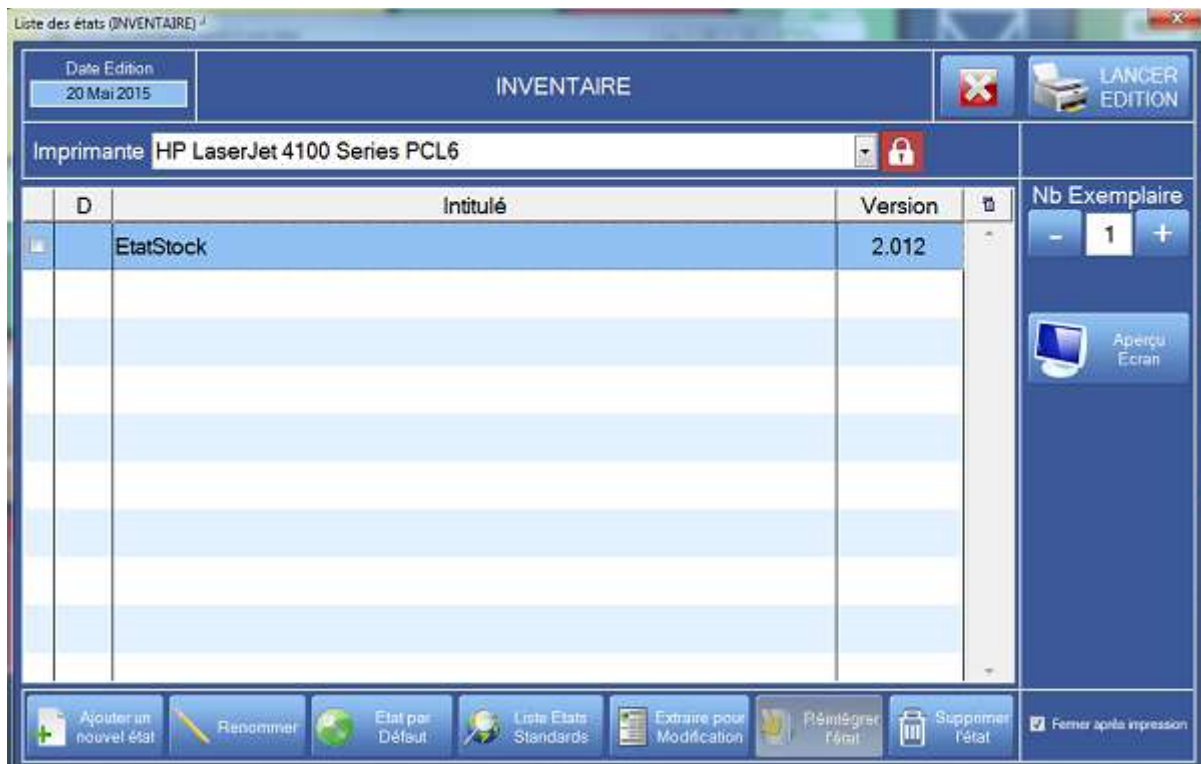 Liste des états (INVENTAIRE)
Date Edition
20 Mai 2015
INVENTAIRE
LANCER
EDITION
Imprimante HP LaserJet 4100 Series PCL6
D Intitulé Version
Nb Exemplaire
- 1 +
EtatStock 2.012
Aperçu
Ecran
Ajouter un
nouvel état
Renommer
Etat par
Défaut
Liste Etats
Standards
Extraire pour
Modification
Réintégrer
l'état
Supprimer
l'état
Fermer après impression